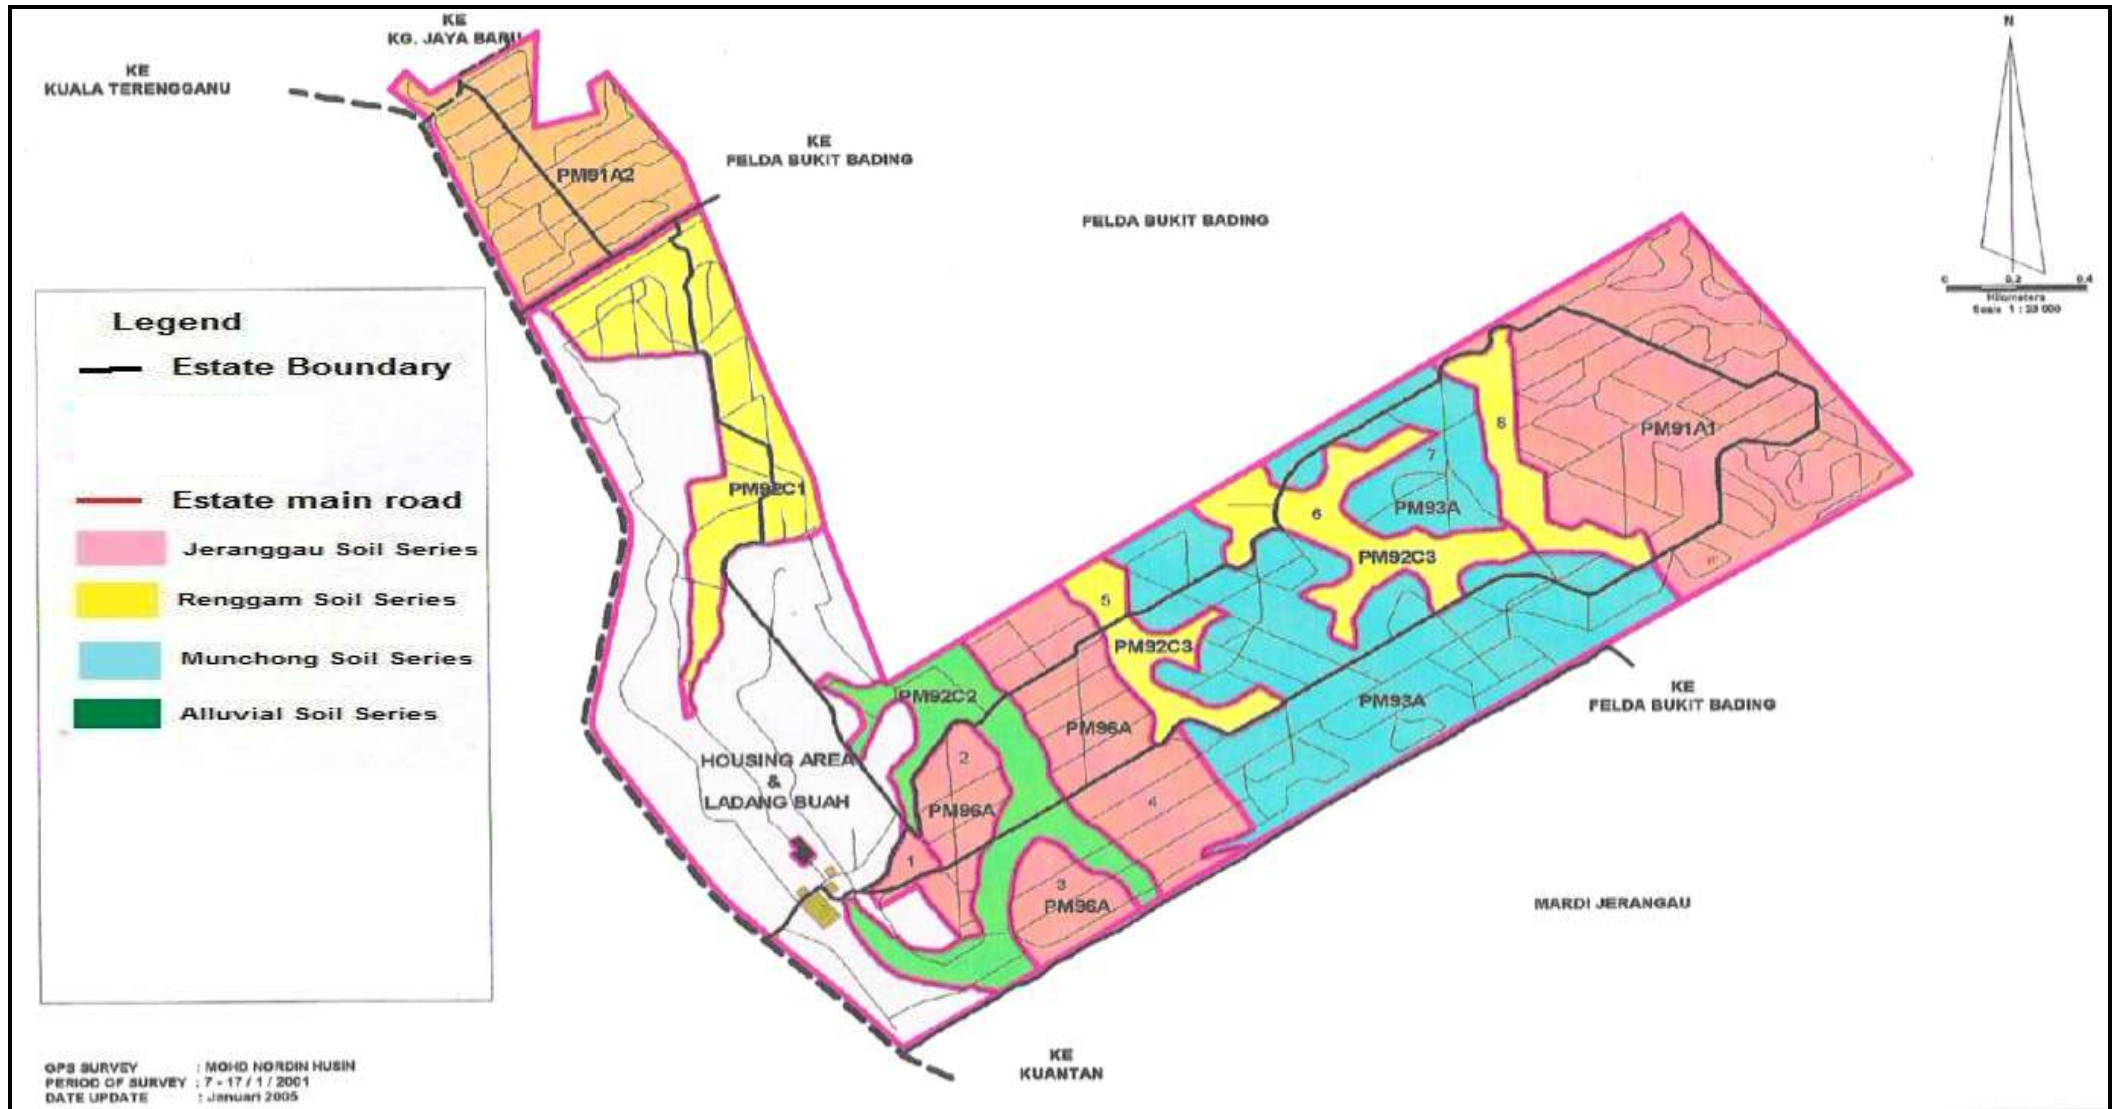 KE
KG. JAYA BARU
KE
KUALA TERENGGANU
KE
FELDA BUKIT BADING
FELDA BUKIT BADING
N
0 0.2 0.4
Kilometers
PM91A2
Legend
Estate Boundary
Estate main road
Jeranggau Soil Series
Renggam Soil Series
Munchong Soil Series
Alluvial Soil Series
PM92C1
8
PM91A1
7
6
PM93A
PM92C3
5
PM92C3
PM92C2
PM93A
KE
FELDA BUKIT BADING
PM96A
2
HOUSING AREA
&
LADANG BUAH
PM96A
4
1
3
PM96A
MARDI JERANGAU
KE
KUANTAN
GPS SURVEY : MOHD NORDIN HUSIN
PERIOD OF SURVEY : 7 - 17 / 1 / 2001
DATE UPDATE : Januari 2005